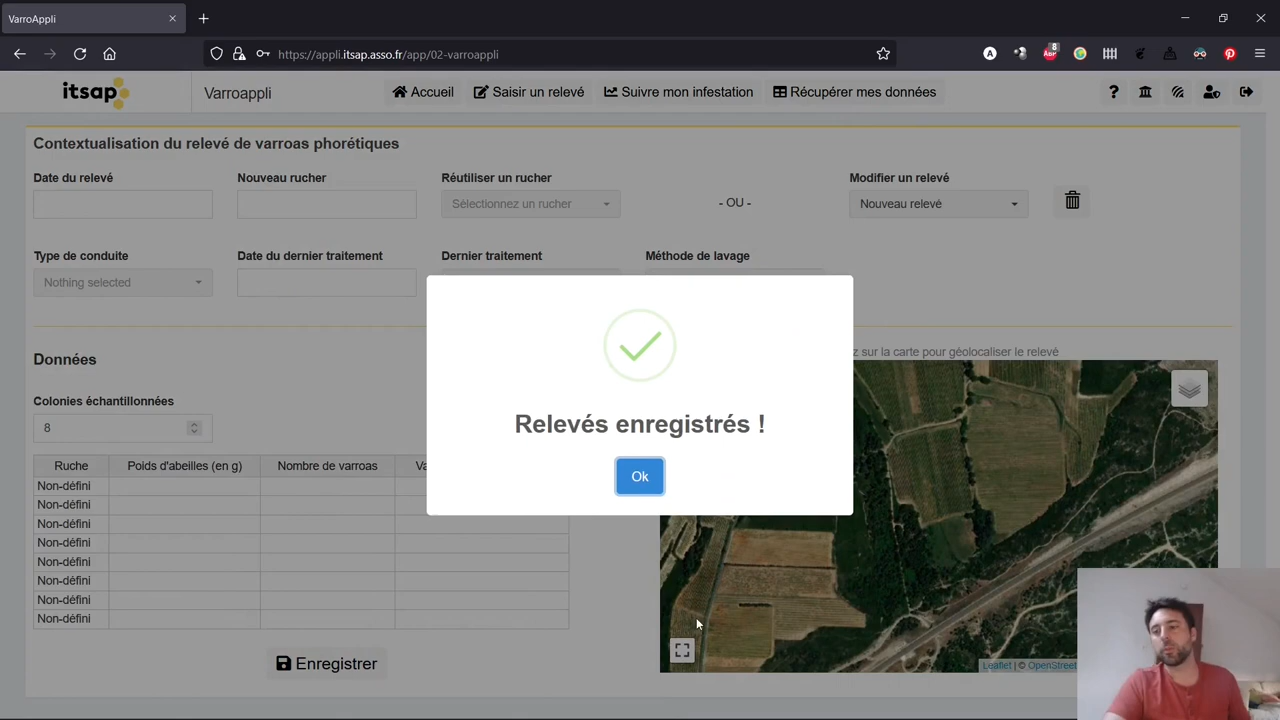 VarroAppli
https://appli.itsap.asso.fr/app/02-varroappli
A
ABP
8
itsap
Varroappli
Accueil
Saisir un relevé
Suivre mon infestation
Récupérer mes données
Contextualisation du relevé de varroas phorétiques
Date du relevé
Nouveau rucher
Réutiliser un rucher
Sélectionnez un rucher
- OU -
Modifier un relevé
Nouveau relevé
Type de conduite
Nothing selected
Date du dernier traitement
Dernier traitement
Méthode de lavage
Relevés enregistrés !
Ok
Données
z sur la carte pour géolocaliser le relevé
Colonies échantillonnées
8
Ruche Poids d'abeilles (en g) Nombre de varroas Va
Non-défini
Non-défini
Non-défini
Non-défini
Non-défini
Non-défini
Non-défini
Non-défini
Enregistrer
Leaflet | © OpenStreet